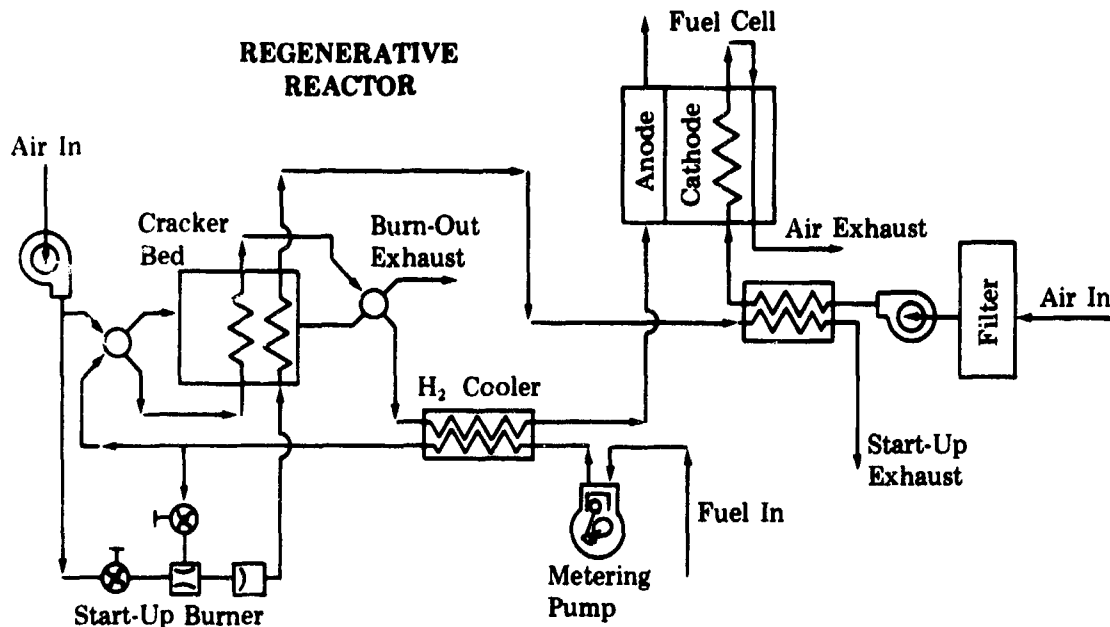 REGENERATIVE
REACTOR
Fuel Cell
Air In
Anode
Cathode
Cracker
Bed
Burn-Out
Exhaust
Air Exhaust
Filter
Air In
H₂ Cooler
Start-Up
Exhaust
Fuel In
Metering
Pump
Start-Up Burner